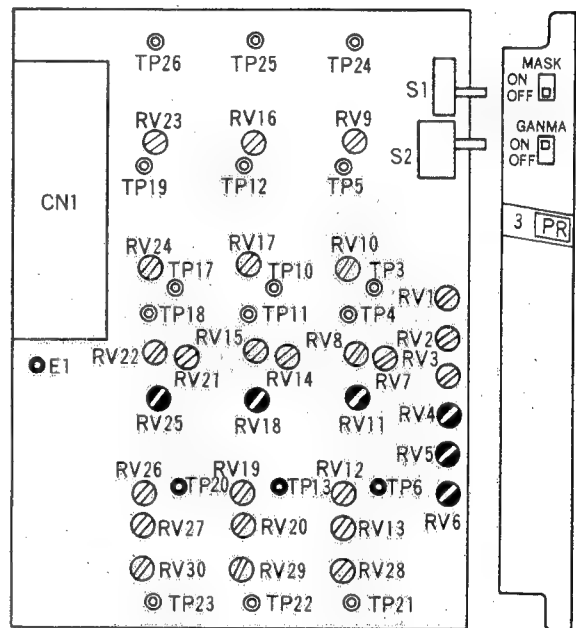 TP26 TP25 TP24
S1
MASK
ON
OFF
RV23 RV16 RV9
S2
GANMA
ON
OFF
TP19 TP12 TP5
CN1
3 PR
RV24 RV17 RV10
TP17 TP10 TP3
RV1
TP18 TP11 TP4
RV15 RV8 RV2
RV22 RV3
E1
RV21 RV14 RV7
RV25 RV18 RV11 RV4
RV5
RV26 RV19 RV12
TP20 TP13 TP6
RV6
RV27 RV20 RV13
RV30 RV29 RV28
TP23 TP22 TP21